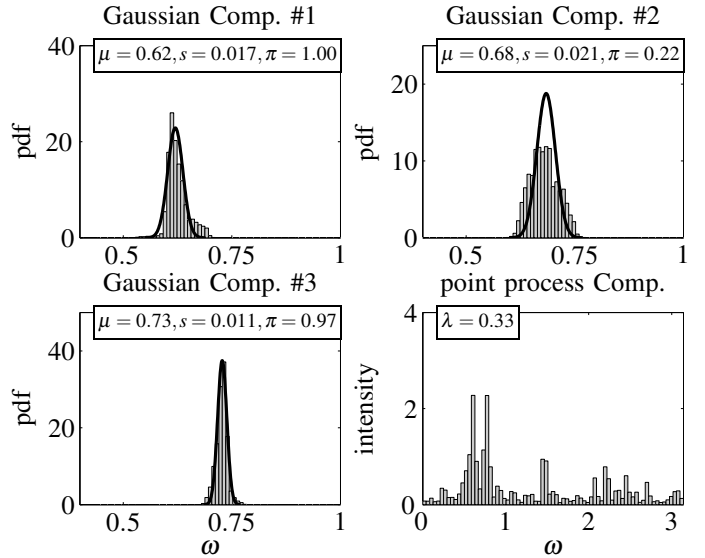 Gaussian Comp. #1
Gaussian Comp. #2
40
20
0
pdf
μ = 0.62, s = 0.017, π = 1.00
0.5
0.75
1
20
10
0
pdf
μ = 0.68, s = 0.021, π = 0.22
0.5
0.75
1
Gaussian Comp. #3
point process Comp.
40
20
0
pdf
μ = 0.73, s = 0.011, π = 0.97
0.5
0.75
1
ω
4
2
0
intensity
λ = 0.33
0
1
2
3
ω